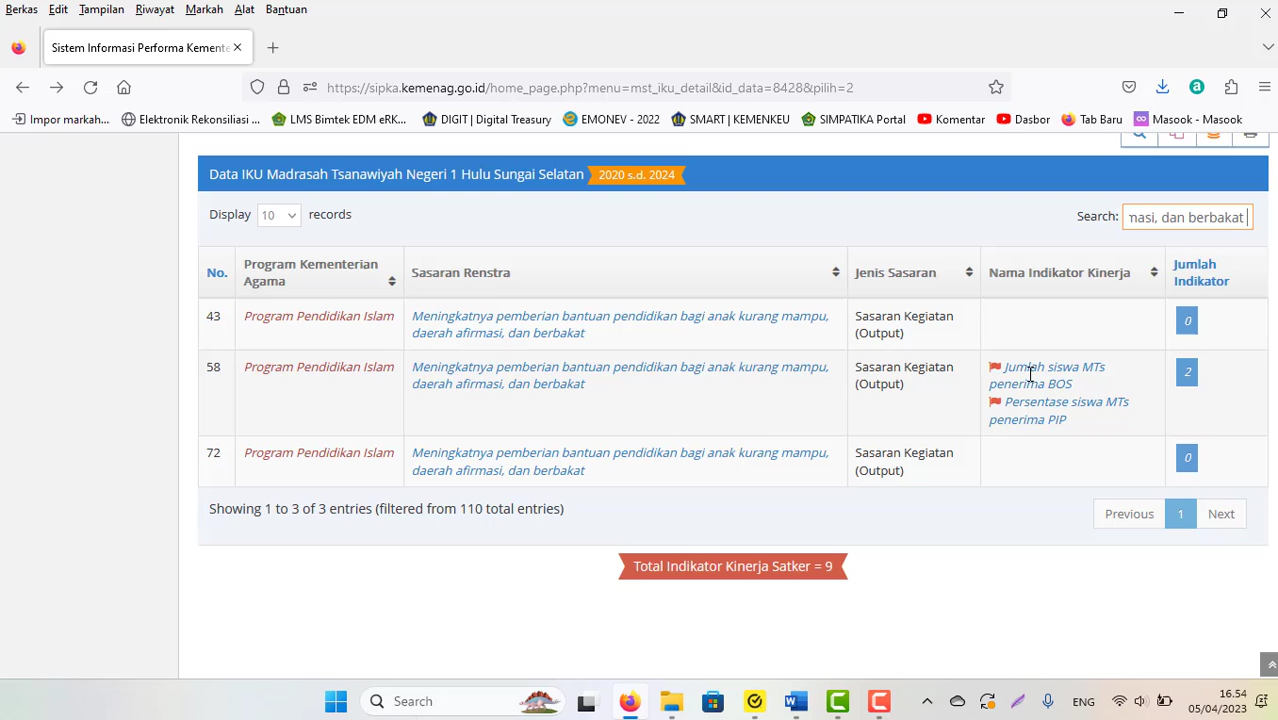 Berkas Edit Tampilan Riwayat Markah Alat Bantuan
Sistem Informasi Performa Kemente
https://sipka.kemenag.go.id/home_page.php?menu=mst_iku_detail&id_data=8428&pilih=2
Impor markah... Elektronik Rekonsiliasi ... LMS Bimtek EDM eRK... DIGIT | Digital Treasury EMONEV - 2022 SMART | KEMENKEU SIMPATIKA Portal Komentar Dasbor Tab Baru Masook - Masook
Data IKU Madrasah Tsanawiyah Negeri 1 Hulu Sungai Selatan 2020 s.d. 2024
Display 10 records Search: masi, dan berbakat
No. Program Kementerian Agama Sasaran Renstra Jenis Sasaran Nama Indikator Kinerja Jumlah Indikator
43 Program Pendidikan Islam Meningkatnya pemberian bantuan pendidikan bagi anak kurang mampu, Sasaran Kegiatan 0
daerah afirmasi, dan berbakat (Output)
58 Program Pendidikan Islam Meningkatnya pemberian bantuan pendidikan bagi anak kurang mampu, Sasaran Kegiatan Jumlah siswa MTs 2
daerah afirmasi, dan berbakat (Output) penerima BOS
Persentase siswa MTs
penerima PIP
72 Program Pendidikan Islam Meningkatnya pemberian bantuan pendidikan bagi anak kurang mampu, Sasaran Kegiatan 0
daerah afirmasi, dan berbakat (Output)
Showing 1 to 3 of 3 entries (filtered from 110 total entries) Previous 1 Next
Total Indikator Kinerja Satker = 9
Search ENG 16.54
05/04/2023